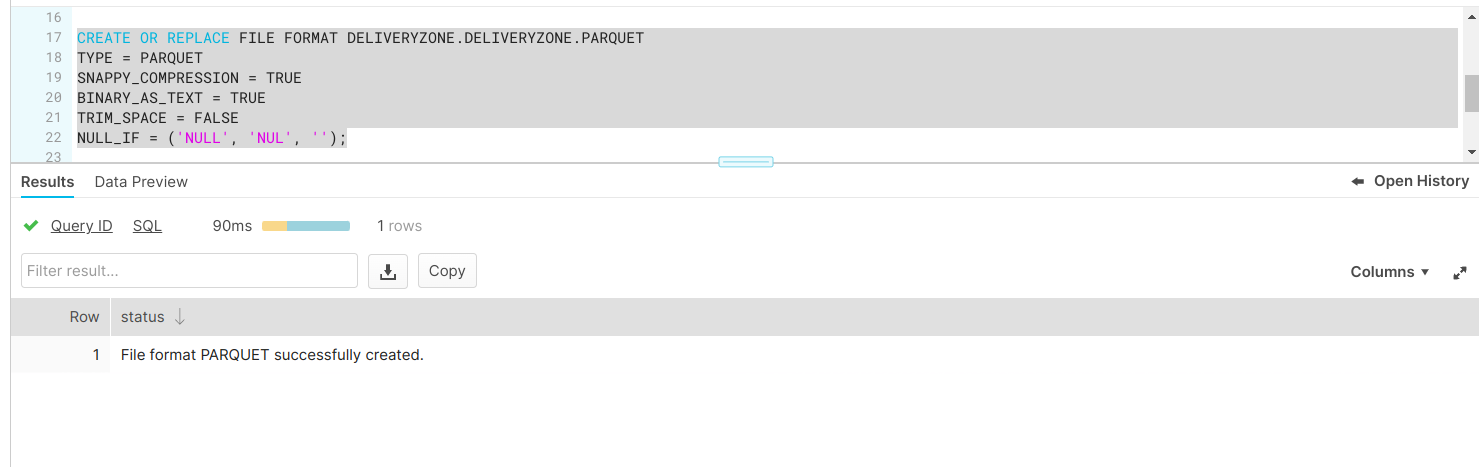 16
17 CREATE OR REPLACE FILE FORMAT DELIVERYZONE.DELIVERYZONE.PARQUET
18 TYPE = PARQUET
19 SNAPPY_COMPRESSION = TRUE
20 BINARY_AS_TEXT = TRUE
21 TRIM_SPACE = FALSE
22 NULL_IF = ('NULL', 'NUL', '');
23
Results Data Preview Open History
Query ID SQL 90ms 1 rows
Filter result... Copy Columns
Row status
1 File format PARQUET successfully created.